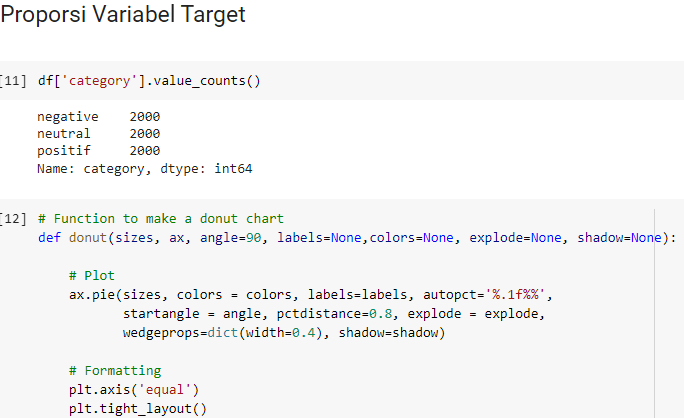 Proporsi Variabel Target
[11] df['category'].value_counts()
negative    2000
neutral     2000
positif     2000
Name: category, dtype: int64
[12] # Function to make a donut chart
def donut(sizes, ax, angle=90, labels=None,colors=None, explode=None, shadow=None):
# Plot
ax.pie(sizes, colors = colors, labels=labels, autopct='%.1f%%',
startangle = angle, pctdistance=0.8, explode = explode,
wedgeprops=dict(width=0.4), shadow=shadow)
# Formatting
plt.axis('equal')
plt.tight_layout()